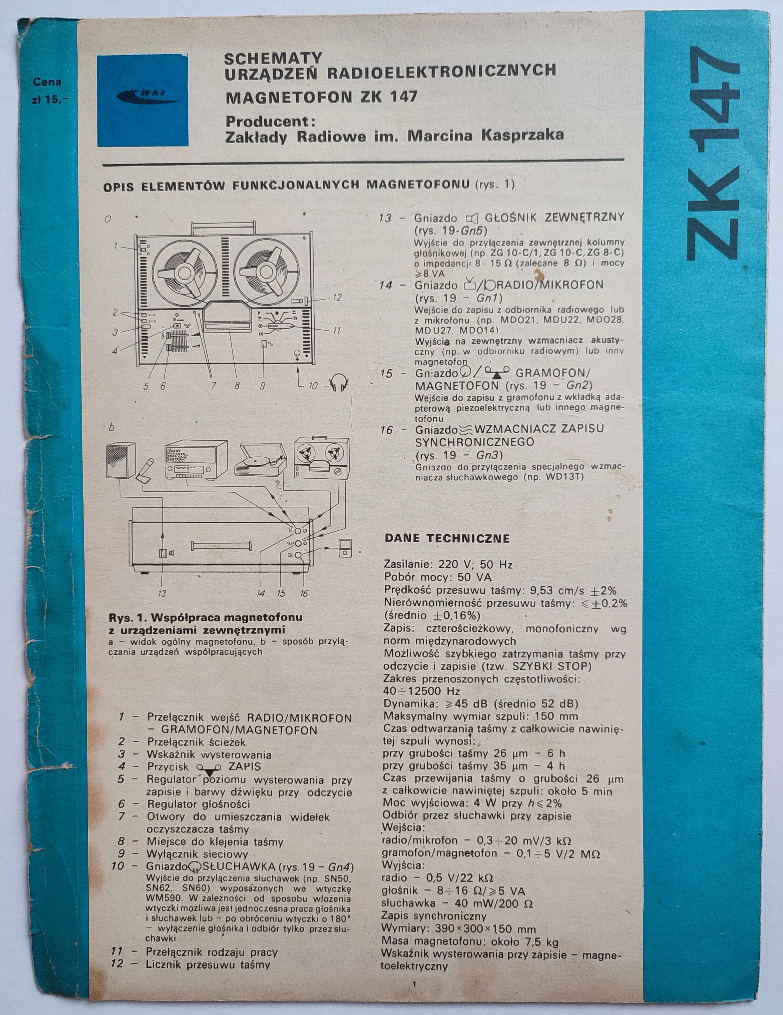 Cena
zł 15,-
WKŁ
SCHEMATY
URZĄDZEŃ RADIOELEKTRONICZNYCH
MAGNETOFON ZK 147
Producent:
Zakłady Radiowe im. Marcina Kasprzaka
ZK 147
OPIS ELEMENTÓW FUNKCJONALNYCH MAGNETOFONU (rys. 1)
a
1
2
3
4
5 6 7 8 9 10
11
12
b
13 14 15 16
Rys. 1. Współpraca magnetofonu
z urządzeniami zewnętrznymi
a – widok ogólny magnetofonu, b – sposób przyłą-
czania urządzeń współpracujących
1 – Przełącznik wejść RADIO/MIKROFON
– GRAMOFON/MAGNETOFON
2 – Przełącznik ścieżek
3 – Wskaźnik wysterowania
4 – Przycisk ZAPIS
5 – Regulator poziomu wysterowania przy
zapisie i barwy dźwięku przy odczycie
6 – Regulator głośności
7 – Otwory do umieszczania widełek
oczyszczacza taśmy
8 – Miejsce do klejenia taśmy
9 – Wyłącznik sieciowy
10 – Gniazdo SŁUCHAWKA (rys. 19 – Gn4)
Wyjście do przyłączenia słuchawek (np. SN50,
SN62, SN60) wyposażonych we wtyczkę
WM590. W zależności od sposobu włożenia
wtyczki możliwa jest jednoczesna praca głośnika
i słuchawek lub – po obróceniu wtyczki o 180°
– wyłączenie głośnika i odbiór tylko przez słu-
chawki
11 – Przełącznik rodzaju pracy
12 – Licznik przesuwu taśmy
13 – Gniazdo GŁOŚNIK ZEWNĘTRZNY
(rys. 19-Gn5)
Wyjście do przyłączenia zewnętrznej kolumny
głośnikowej (np. ZG 10-C/1, ZG 10-C, ZG 8-C)
o impedancji 8÷15 Ω (zalecane 8 Ω) i mocy
⩾8 VA
14 – Gniazdo / RADIO/MIKROFON
(rys. 19 – Gn1)
Wejście do zapisu z odbiornika radiowego lub
z mikrofonu (np. MDO21, MDU22, MDO28,
MDU27, MDO14).
Wyjście na zewnętrzny wzmacniacz akusty-
czny (np. w odbiorniku radiowym) lub inny
magnetofon
15 – Gniazdo / GRAMOFON/
MAGNETOFON (rys. 19 – Gn2)
Wejście do zapisu z gramofonu z wkładką ada-
pterową piezoelektryczną lub innego magne-
tofonu
16 – Gniazdo WZMACNIACZ ZAPISU
SYNCHRONICZNEGO
(rys. 19 – Gn3)
Gniazdo do przyłączenia specjalnego wzmac-
niacza słuchawkowego (np. WD13T)
DANE TECHNICZNE
Zasilanie: 220 V; 50 Hz
Pobór mocy: 50 VA
Prędkość przesuwu taśmy: 9,53 cm/s ±2%
Nierównomierność przesuwu taśmy: ⩽±0.2%
(średnio ±0,16%)
Zapis: czterościeżkowy, monofoniczny wg
norm międzynarodowych
Możliwość szybkiego zatrzymania taśmy przy
odczycie i zapisie (tzw. SZYBKI STOP)
Zakres przenoszonych częstotliwości:
40÷12500 Hz
Dynamika: ⩾45 dB (średnio 52 dB)
Maksymalny wymiar szpuli: 150 mm
Czas odtwarzania taśmy z całkowicie nawinię-
tej szpuli wynosi:
przy grubości taśmy 26 μm – 6 h
przy grubości taśmy 35 μm – 4 h
Czas przewijania taśmy o grubości 26 μm
z całkowicie nawiniętej szpuli: około 5 min
Moc wyjściowa: 4 W przy h⩽2%
Odbiór przez słuchawki przy zapisie
Wejścia:
radio/mikrofon – 0,3÷20 mV/3 kΩ
gramofon/magnetofon – 0,1÷5 V/2 MΩ
Wyjścia:
radio – 0,5 V/22 kΩ
głośnik – 8÷16 Ω/⩾5 VA
słuchawka – 40 mW/200 Ω
Zapis synchroniczny
Wymiary: 390×300×150 mm
Masa magnetofonu: około 7,5 kg
Wskaźnik wysterowania przy zapisie – magne-
toelektryczny
1